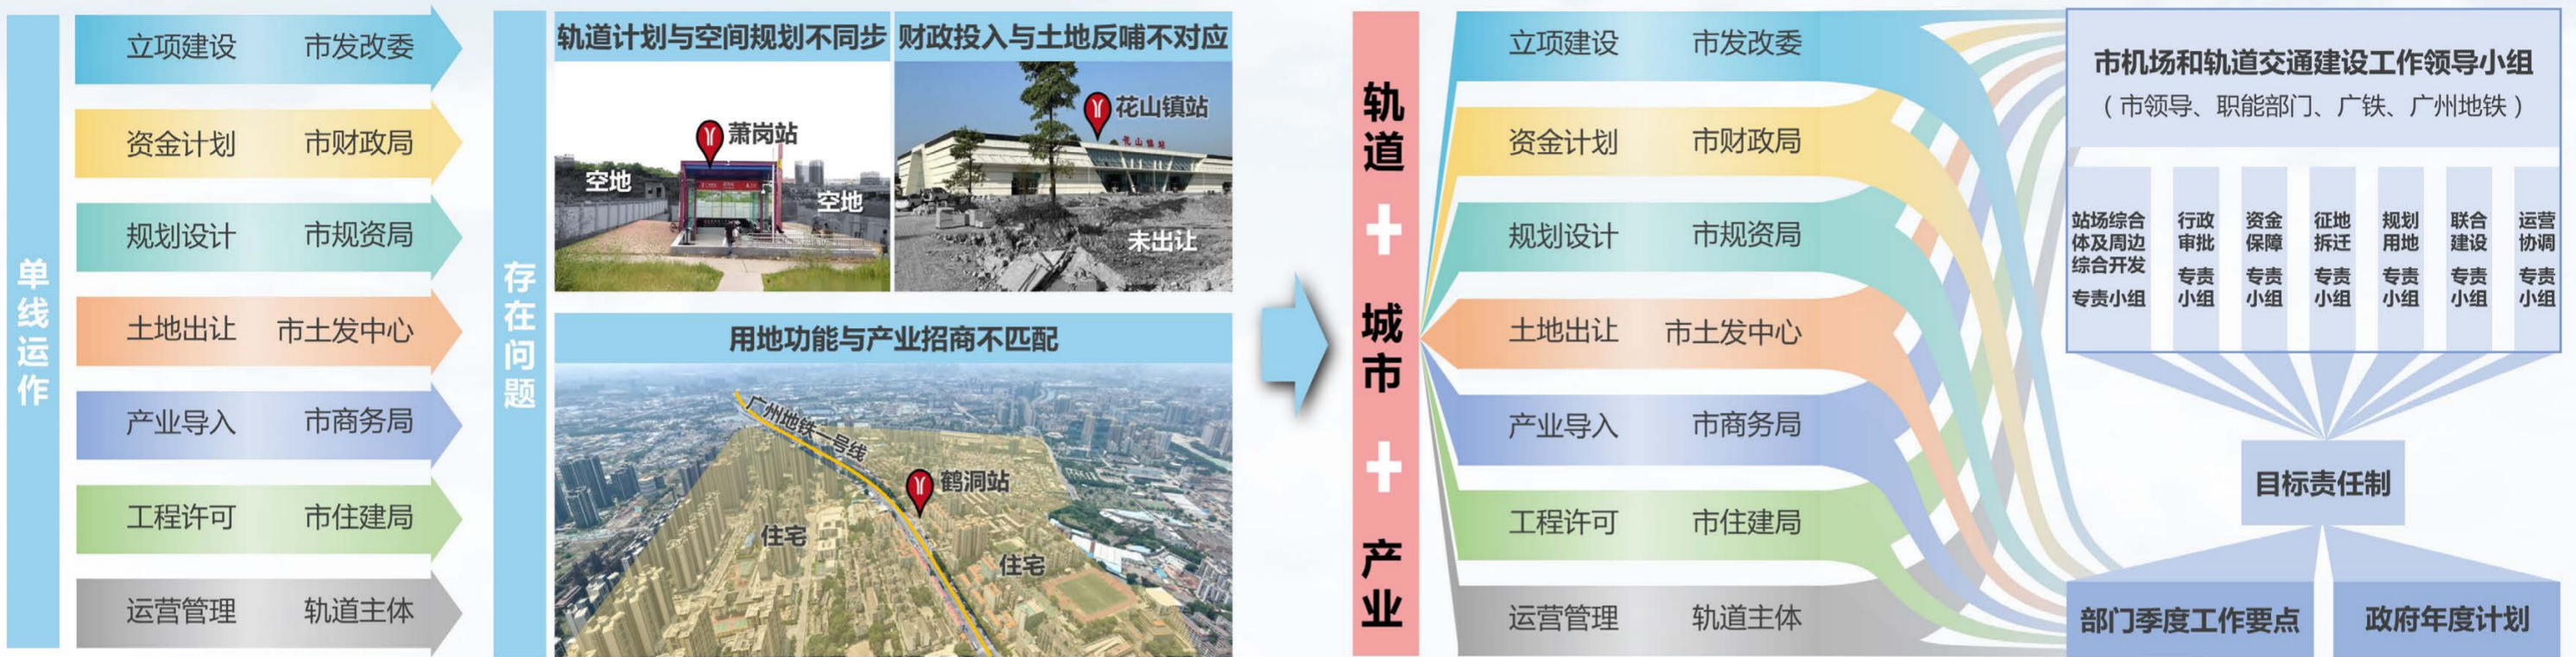 单线运作
立项建设 市发改委
资金计划 市财政局
规划设计 市规资局
土地出让 市土发中心
产业导入 市商务局
工程许可 市住建局
运营管理 轨道主体
存在问题
轨道计划与空间规划不同步
萧岗站
空地
空地
财政投入与土地反哺不对应
花山镇站
花山镇站
未出让
用地功能与产业招商不匹配
广州地铁一号线
鹤洞站
住宅
住宅
轨道+城市+产业
立项建设 市发改委
资金计划 市财政局
规划设计 市规资局
土地出让 市土发中心
产业导入 市商务局
工程许可 市住建局
运营管理 轨道主体
市机场和轨道交通建设工作领导小组
（市领导、职能部门、广铁、广州地铁）
站场综合
体及周边
综合开发
专责小组
行政
审批
专责
小组
资金
保障
专责
小组
征地
拆迁
专责
小组
规划
用地
专责
小组
联合
建设
专责
小组
运营
协调
专责
小组
目标责任制
部门季度工作要点
政府年度计划